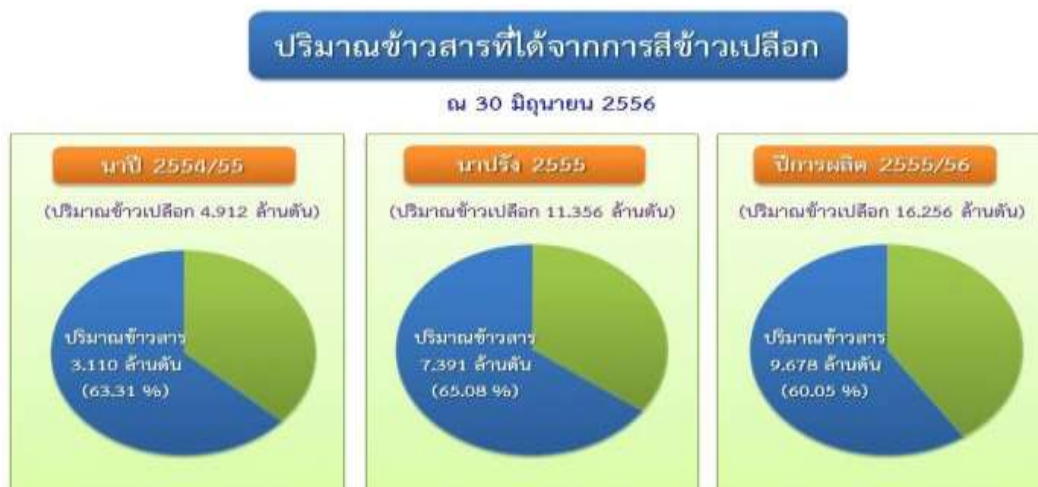 ปริมาณข้าวสารที่ได้จากการสีข้าวเปลือก
ณ 30 มิถุนายน 2556
นาปี 2554/55
(ปริมาณข้าวเปลือก 4.912 ล้านตัน)
ปริมาณข้าวสาร
3.110 ล้านตัน
(63.31 %)
นาปรัง 2555
(ปริมาณข้าวเปลือก 11.356 ล้านตัน)
ปริมาณข้าวสาร
7.391 ล้านตัน
(65.08 %)
ปีการผลิต 2555/56
(ปริมาณข้าวเปลือก 16.256 ล้านตัน)
ปริมาณข้าวสาร
9.678 ล้านตัน
(60.05 %)